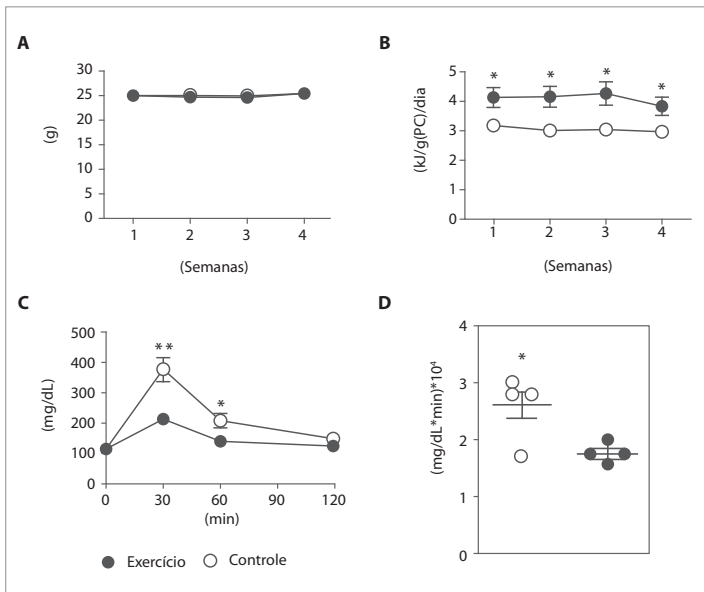 A
30
25
20
15
10
5
0
(g)
1 2 3 4
(Semanas)
B
5
4
3
2
1
0
(kJ/g(PC)/dia
* * * *
1 2 3 4
(Semanas)
C
500
400
300
200
100
0
(mg/dL)
**
*
0 30 60 90 120
(min)
D
4
3
2
1
0
(mg/dL*min)*10⁴
*
Exercício Controle